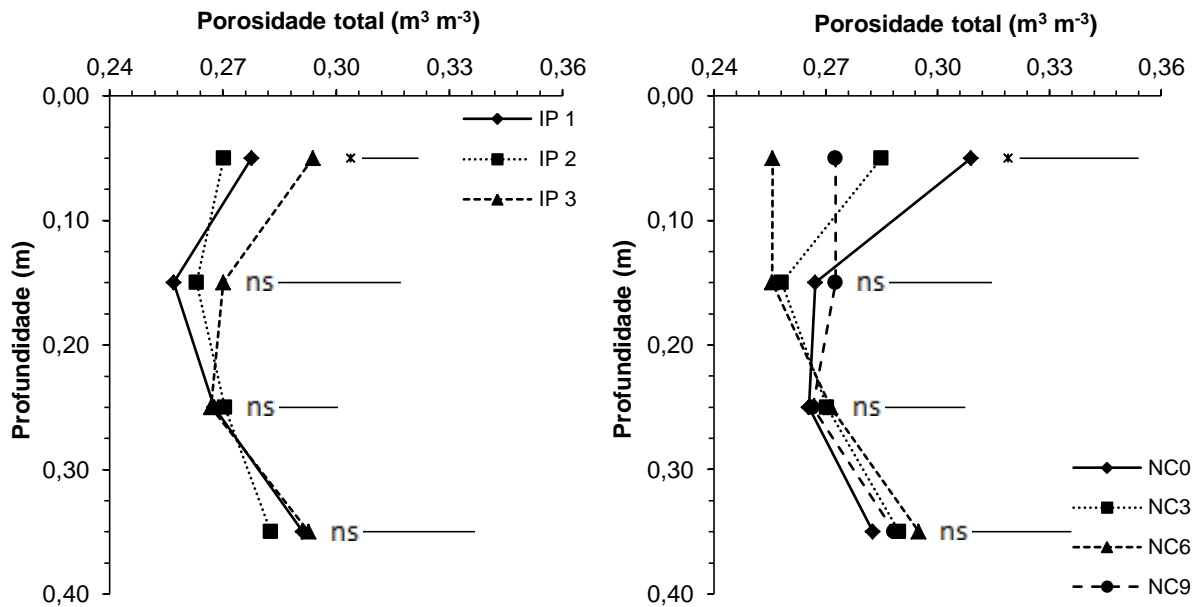 Porosidade total (m³ m⁻³)
0,24 0,27 0,30 0,33 0,36
0,00
0,10
0,20
0,30
0,40
Profundidade (m)
IP 1
IP 2
IP 3
*
ns
ns
ns
Porosidade total (m³ m⁻³)
0,24 0,27 0,30 0,33 0,36
0,00
0,10
0,20
0,30
0,40
Profundidade (m)
*
ns
ns
ns
NC0
NC3
NC6
NC9